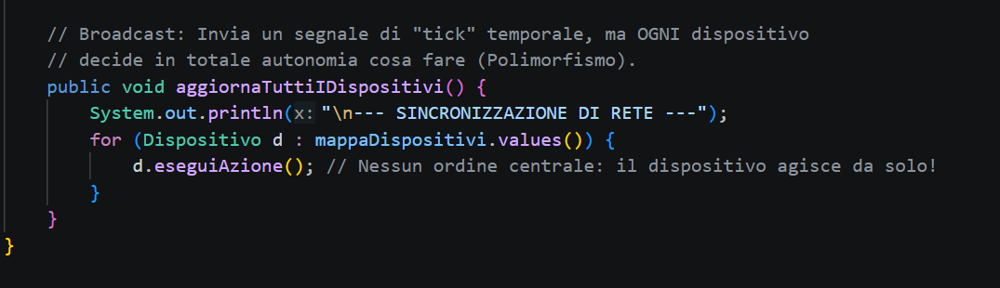 // Broadcast: Invia un segnale di "tick" temporale, ma OGNI dispositivo
// decide in totale autonomia cosa fare (Polimorfismo).
public void aggiornaTuttiIDispositivi() {
System.out.println(x: "\n--- SINCRONIZZAZIONE DI RETE ---");
for (Dispositivo d : mappaDispositivi.values()) {
d.eseguiAzione(); // Nessun ordine centrale: il dispositivo agisce da solo!
}
}
}